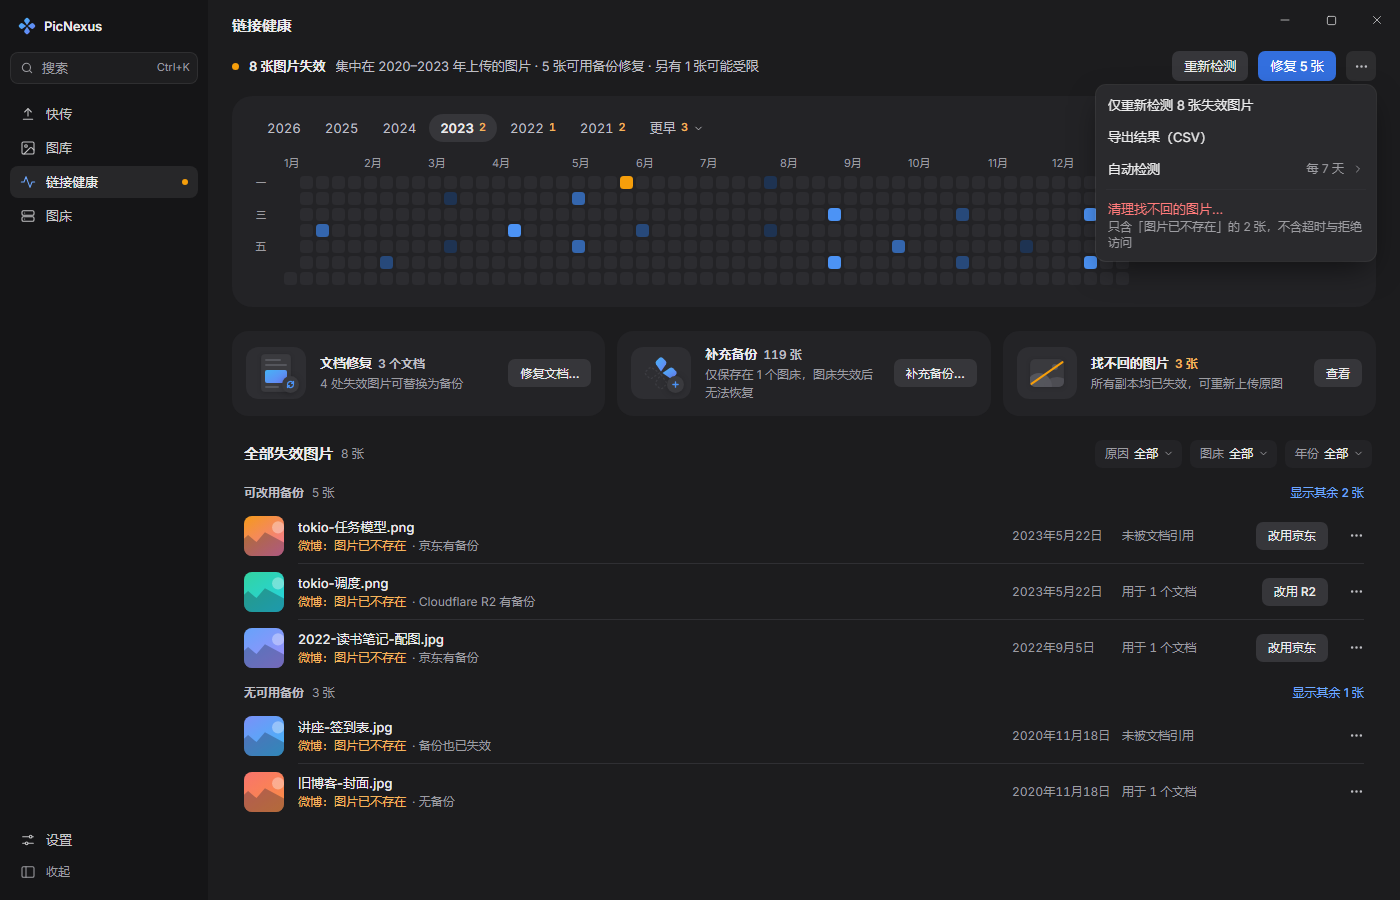 PicNexus
搜索 Ctrl+K
快传
图库
链接健康
图床
设置
收起
链接健康
8 张图片失效 集中在 2020–2023 年上传的图片 · 5 张可用备份修复 · 另有 1 张可能受限
重新检测 修复 5 张
仅重新检测 8 张失效图片
导出结果（CSV）
自动检测 每 7 天
清理找不回的图片...
只含「图片已不存在」的 2 张，不含超时与拒绝
访问
2026 2025 2024 2023 2 2022 1 2021 2 更早 3
1月 2月 3月 4月 5月 6月 7月 8月 9月 10月 11月 12月
一
三
五
文档修复 3 个文档
4 处失效图片可替换为备份
修复文档...
补充备份 119 张
仅保存在 1 个图床，图床失效后
无法恢复
补充备份...
找不回的图片 3 张
所有副本均已失效，可重新上传原图
查看
全部失效图片 8 张
原因 全部 图床 全部 年份 全部
可改用备份 5 张 显示其余 2 张
tokio-任务模型.png
微博：图片已不存在 · 京东有备份
2023年5月22日 未被文档引用 改用京东
tokio-调度.png
微博：图片已不存在 · Cloudflare R2 有备份
2023年5月22日 用于 1 个文档 改用 R2
2022-读书笔记-配图.jpg
微博：图片已不存在 · 京东有备份
2022年9月5日 用于 1 个文档 改用京东
无可用备份 3 张 显示其余 1 张
讲座-签到表.jpg
微博：图片已不存在 · 备份也已失效
2020年11月18日 未被文档引用
旧博客-封面.jpg
微博：图片已不存在 · 无备份
2020年11月18日 用于 1 个文档